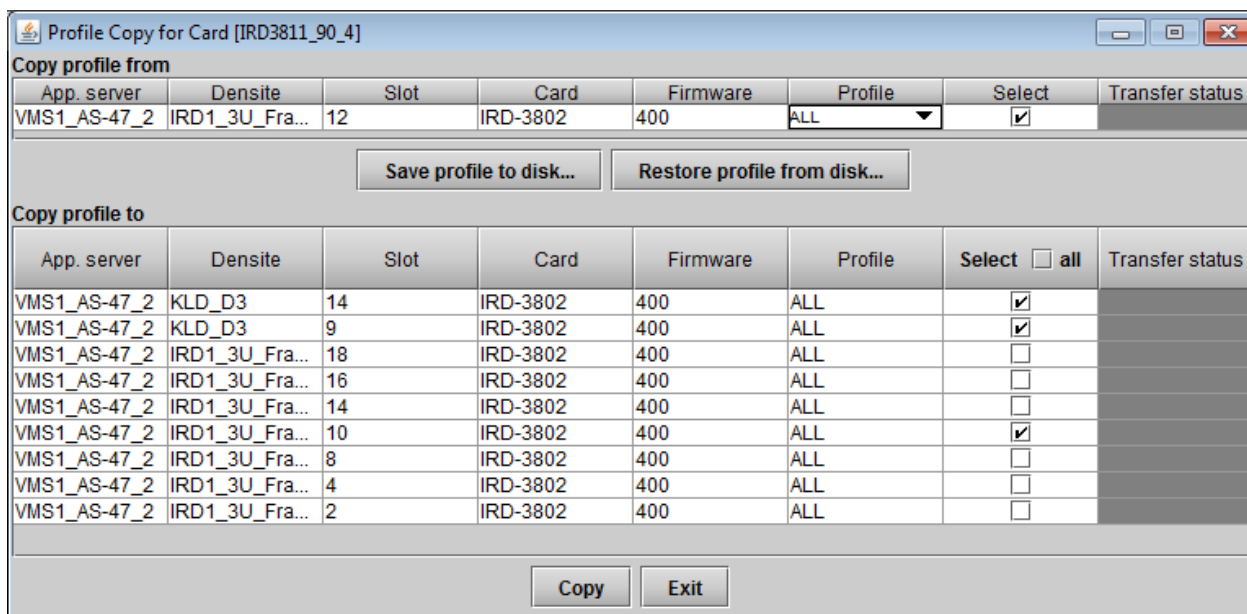 Profile Copy for Card [IRD3811_90_4]
Copy profile from
App. server Densite Slot Card Firmware Profile Select Transfer status
VMS1_AS-47_2 IRD1_3U_Fra... 12 IRD-3802 400 ALL
Save profile to disk... Restore profile from disk...
Copy profile to
App. server Densite Slot Card Firmware Profile Select all Transfer status
VMS1_AS-47_2 KLD_D3 14 IRD-3802 400 ALL
VMS1_AS-47_2 KLD_D3 9 IRD-3802 400 ALL
VMS1_AS-47_2 IRD1_3U_Fra... 18 IRD-3802 400 ALL
VMS1_AS-47_2 IRD1_3U_Fra... 16 IRD-3802 400 ALL
VMS1_AS-47_2 IRD1_3U_Fra... 14 IRD-3802 400 ALL
VMS1_AS-47_2 IRD1_3U_Fra... 10 IRD-3802 400 ALL
VMS1_AS-47_2 IRD1_3U_Fra... 8 IRD-3802 400 ALL
VMS1_AS-47_2 IRD1_3U_Fra... 4 IRD-3802 400 ALL
VMS1_AS-47_2 IRD1_3U_Fra... 2 IRD-3802 400 ALL
Copy Exit